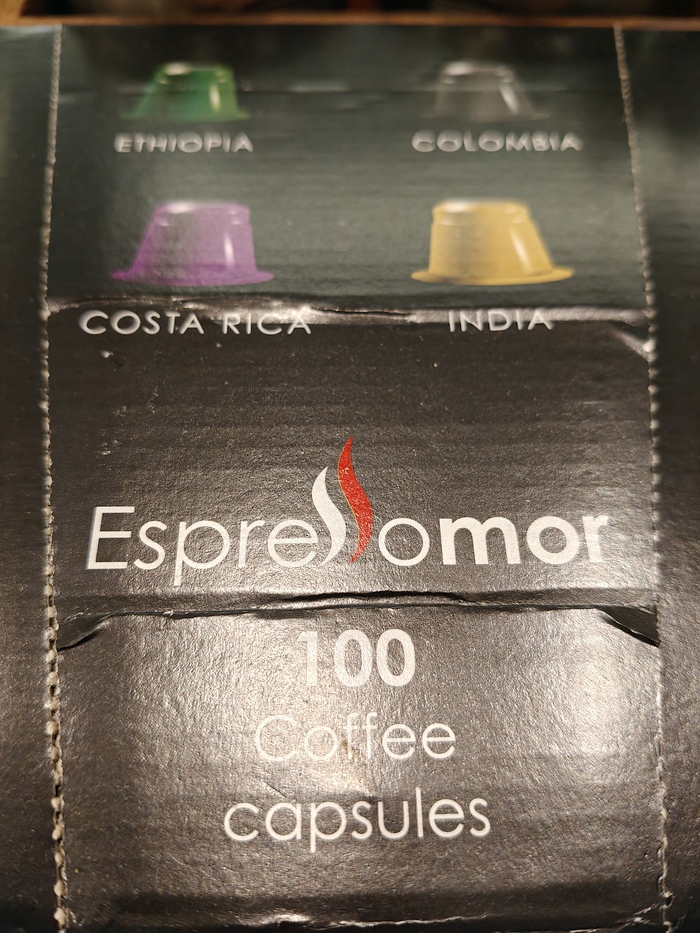 ETHIOPIA COLOMBIA
COSTA RICA INDIA
Espressomor
100
Coffee
capsules